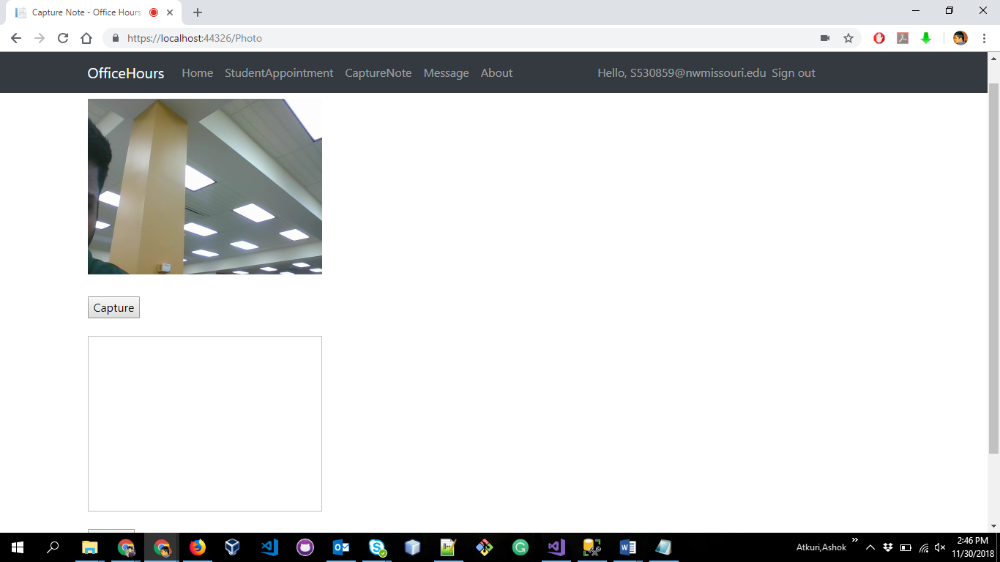 Capture Note - Office Hours
https://localhost:44326/Photo
OfficeHours Home StudentAppointment CaptureNote Message About Hello, S530859@nwmissouri.edu Sign out
Capture
Atkuri,Ashok
2:46 PM
11/30/2018